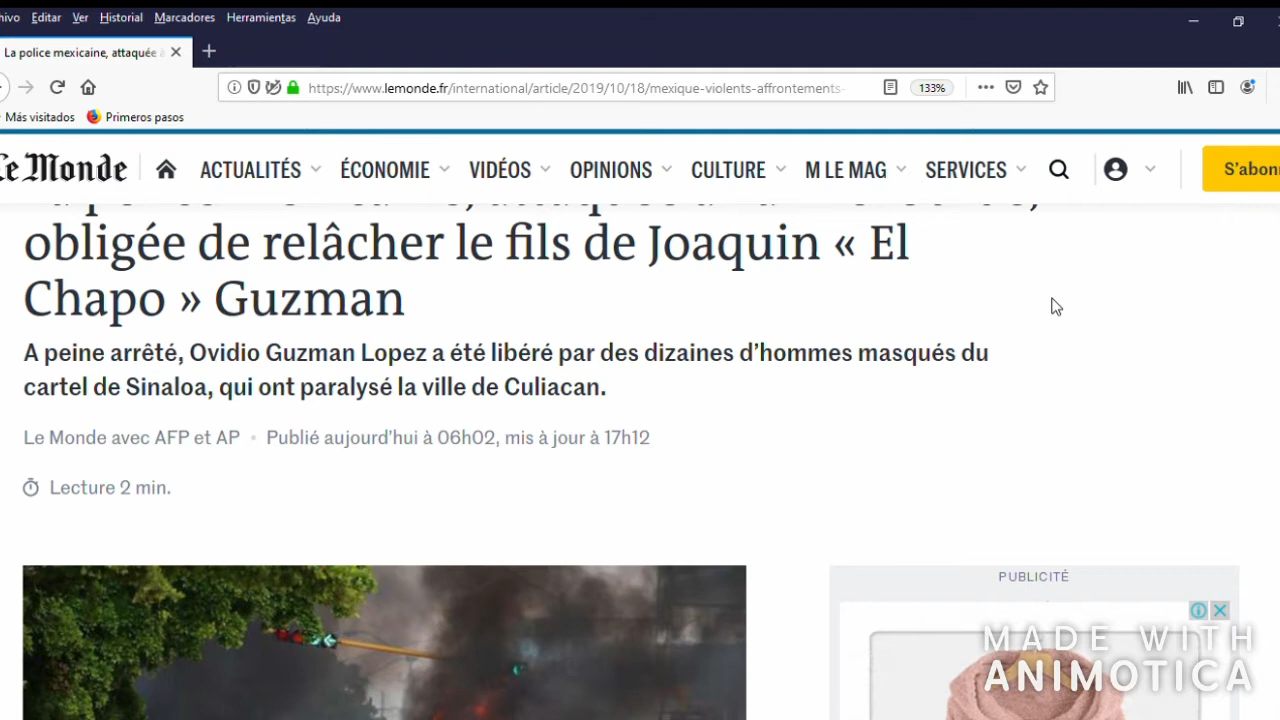 Editar Ver Historial Marcadores Herramientas Ayuda
La police mexicaine, attaquée
https://www.lemonde.fr/international/article/2019/10/18/mexique-violents-affrontements- 133%
Más visitados Primeros pasos
Le Monde ACTUALITÉS ÉCONOMIE VIDÉOS OPINIONS CULTURE M LE MAG SERVICES
obligée de relâcher le fils de Joaquin « El
Chapo » Guzman
A peine arrêté, Ovidio Guzman Lopez a été libéré par des dizaines d’hommes masqués du
cartel de Sinaloa, qui ont paralysé la ville de Culiacan.
Le Monde avec AFP et AP • Publié aujourd’hui à 06h02, mis à jour à 17h12
Lecture 2 min.
PUBLICITÉ
MADE WITH
ANIMOTICA